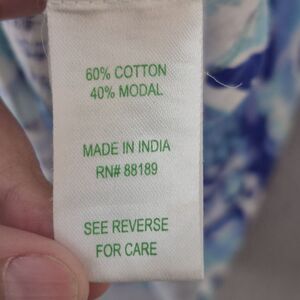 60% COTTON
40% MODAL
MADE IN INDIA
RN# 88189
SEE REVERSE
FOR CARE